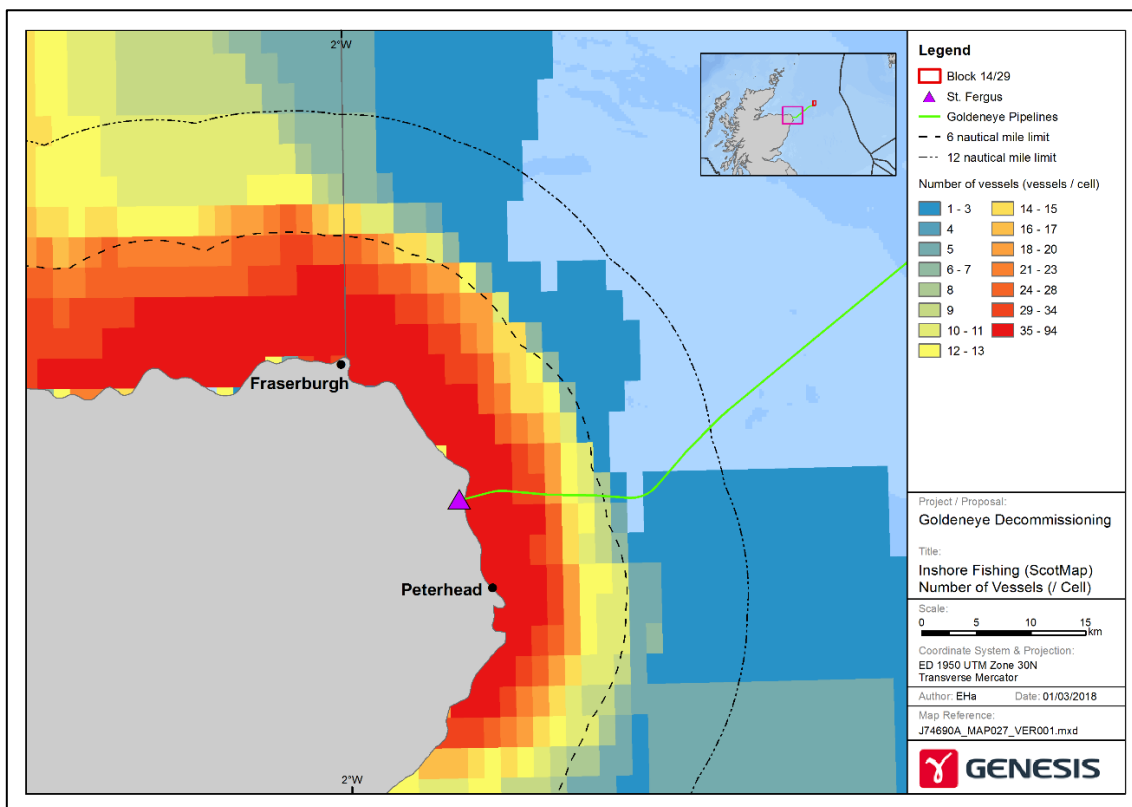 2°W
Fraserburgh
Peterhead
2°W
Legend
Block 14/29
St. Fergus
Goldeneye Pipelines
6 nautical mile limit
12 nautical mile limit
Number of vessels (vessels / cell)
1 - 3
4
5
6 - 7
8
9
10 - 11
12 - 13
14 - 15
16 - 17
18 - 20
21 - 23
24 - 28
29 - 34
35 - 94
Project / Proposal:
Goldeneye Decommissioning
Title:
Inshore Fishing (ScotMap)
Number of Vessels (/ Cell)
Scale:
0 5 10 15
km
Coordinate System & Projection:
ED 1950 UTM Zone 30N
Transverse Mercator
Author: EHa Date: 01/03/2018
Map Reference:
J74690A_MAP027_VER001.mxd
GENESIS